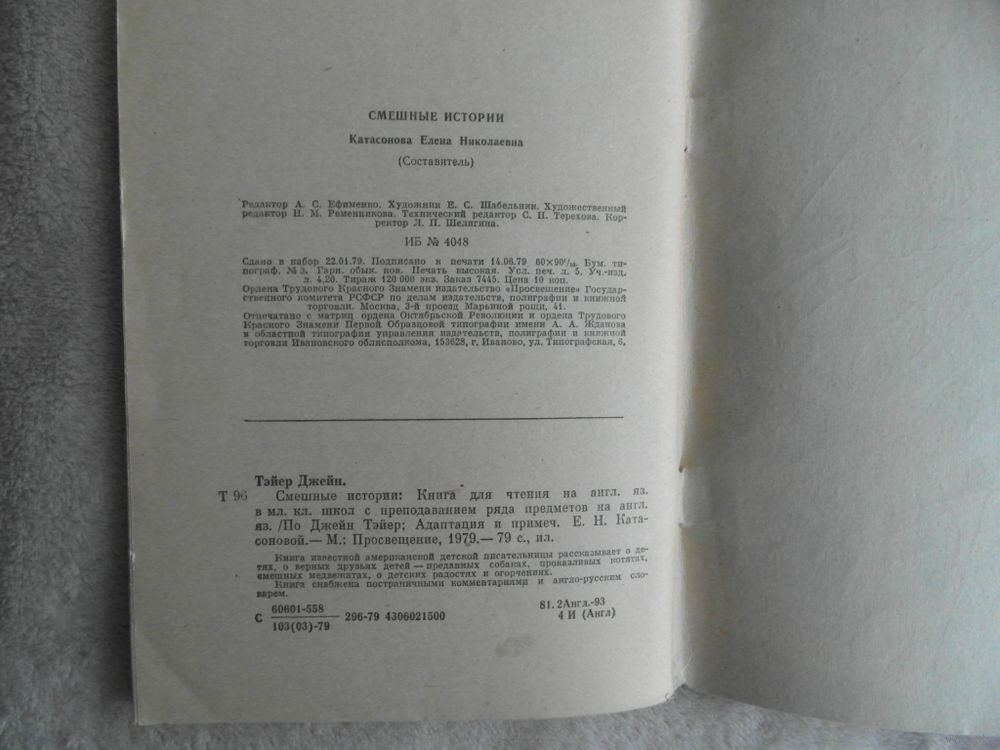 СМЕШНЫЕ ИСТОРИИ
Катасонова Елена Николаевна
(Составитель)
Редактор А. С. Ефименко. Художник Е. С. Шабельник. Художественный
редактор Н. М. Ременникова. Технический редактор С. Н. Терехова. Кор-
ректор Л. П. Шелягина.
ИБ № 4048
Сдано в набор 22.01.79. Подписано к печати 14.06.79 60×90¹/₁₆. Бум. ти-
пограф. № 3. Гарн. обык. нов. Печать высокая. Усл. печ. л. 5. Уч.-изд.
л. 4,20. Тираж 120 000 экз. Заказ 7445. Цена 10 коп.
Ордена Трудового Красного Знамени издательство «Просвещение» Государ-
ственного комитета РСФСР по делам издательств, полиграфии и книжной
торговли. Москва, 3-й проезд Марьиной рощи, 41.
Отпечатано с матриц ордена Октябрьской Революции и ордена Трудового
Красного Знамени Первой Образцовой типографии имени А. А. Жданова
в областной типографии управления издательств, полиграфии и книжной
торговли Ивановского облисполкома, 153628, г. Иваново, ул. Типографская, 6.
Тэйер Джейн.
Т 96 Смешные истории: Книга для чтения на англ. яз.
в мл. кл. школ с преподаванием ряда предметов на англ.
яз. /По Джейн Тэйер; Адаптация и примеч. Е. Н. Ката-
соновой.— М.: Просвещение, 1979.— 79 с., ил.
Книга известной американской детской писательницы рассказывает о де-
тях, о верных друзьях детей — преданных собаках, проказливых котятах,
смешных медвежатах, о детских радостях и огорчениях.
Книга снабжена постраничными комментариями и англо-русским сло-
варем.
С 60601-558 296-79 4306021500 81.2Англ.-93
103(03)-79 4 И (Англ)